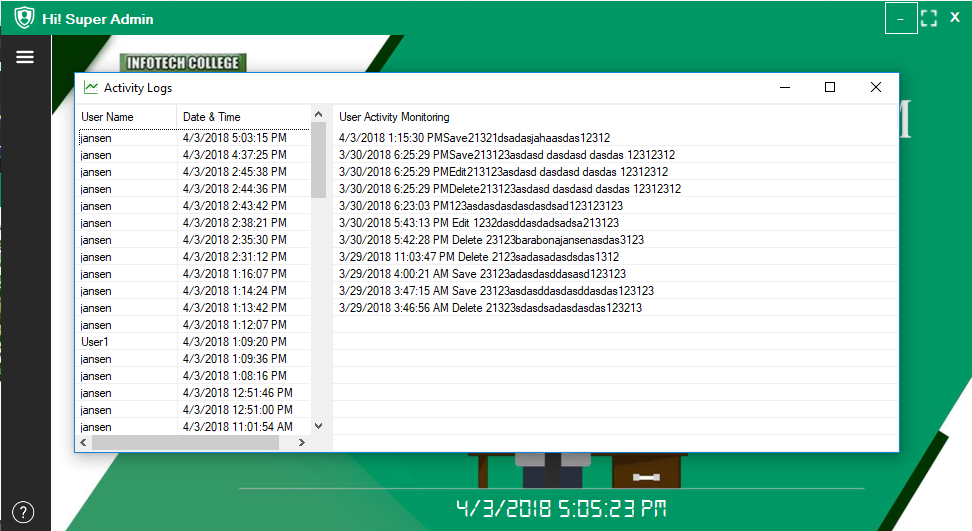 Hi! Super Admin
INFOTECH COLLEGE
Activity Logs
User Name Date & Time User Activity Monitoring
jansen 4/3/2018 5:03:15 PM 4/3/2018 1:15:30 PMSave21321dsadasjahaasdas12312
jansen 4/3/2018 4:37:25 PM 3/30/2018 6:25:29 PMSave213123asdasd dasdasd dasdas 12312312
jansen 4/3/2018 2:45:38 PM 3/30/2018 6:25:29 PMEdit213123asdasd dasdasd dasdas 12312312
jansen 4/3/2018 2:44:36 PM 3/30/2018 6:25:29 PMDelete213123asdasd dasdasd dasdas 12312312
jansen 4/3/2018 2:43:42 PM 3/30/2018 6:23:03 PM123asdasdasdasdasdsad123123123
jansen 4/3/2018 2:38:21 PM 3/30/2018 5:43:13 PM Edit 1232dasddasdadsadsa213123
jansen 4/3/2018 2:35:30 PM 3/30/2018 5:42:28 PM Delete 23123barabonajansenasdas3123
jansen 4/3/2018 2:31:12 PM 3/29/2018 11:03:47 PM Delete 2123sadasadasdsdas1312
jansen 4/3/2018 1:16:07 PM 3/29/2018 4:00:21 AM Save 23123adasdasddasasd123123
jansen 4/3/2018 1:14:24 PM 3/29/2018 3:47:15 AM Save 23123asdasddasdasddasdas123123
jansen 4/3/2018 1:13:42 PM 3/29/2018 3:46:56 AM Delete 21323sdasdsadasdasdas123213
jansen 4/3/2018 1:12:07 PM
User1 4/3/2018 1:09:20 PM
jansen 4/3/2018 1:09:36 PM
jansen 4/3/2018 1:08:16 PM
jansen 4/3/2018 12:51:46 PM
jansen 4/3/2018 12:51:00 PM
jansen 4/3/2018 11:01:54 AM
4/3/2018 5:05:23 PM